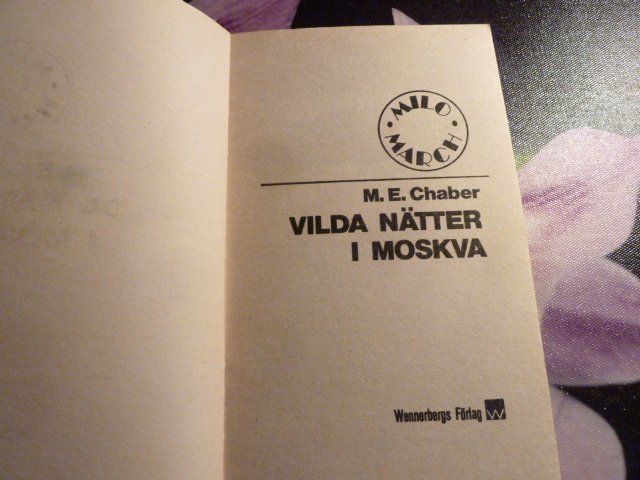 • MILO •
MARCH
M. E. Chaber
VILDA NÄTTER
I MOSKVA
Wennerbergs Förlag W